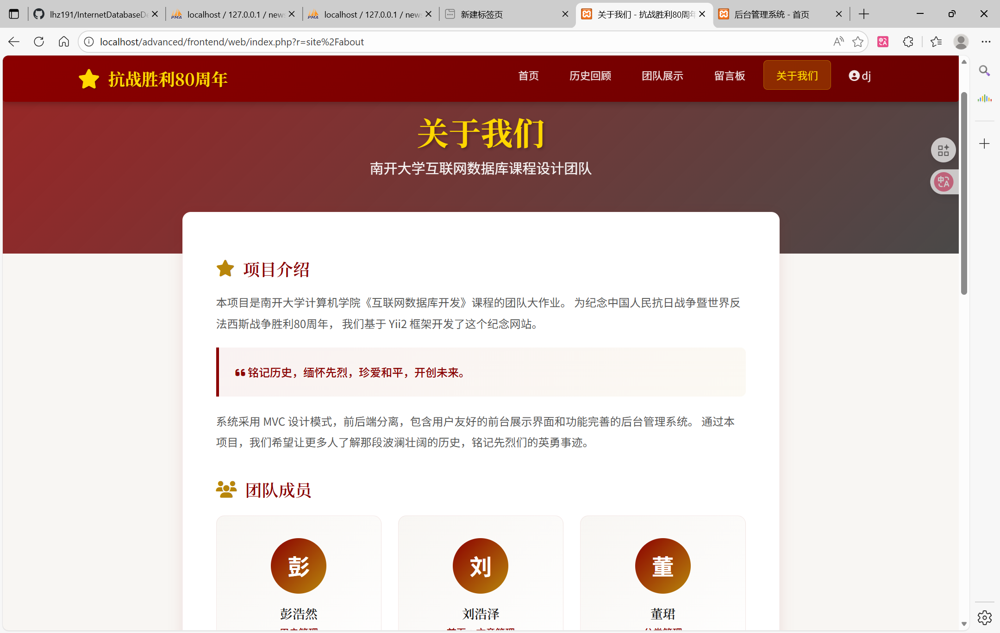 lhz191/InternetDatabaseDe
localhost / 127.0.0.1 / news
localhost / 127.0.0.1 / news
新建标签页
关于我们 - 抗战胜利80周年
后台管理系统 - 首页
localhost/advanced/frontend/web/index.php?r=site%2Fabout
抗战胜利80周年
首页
历史回顾
团队展示
留言板
关于我们
dj
关于我们
南开大学互联网数据库课程设计团队
项目介绍
本项目是南开大学计算机学院《互联网数据库开发》课程的团队大作业。 为纪念中国人民抗日战争暨世界反
法西斯战争胜利80周年， 我们基于 Yii2 框架开发了这个纪念网站。
铭记历史，缅怀先烈，珍爱和平，开创未来。
系统采用 MVC 设计模式，前后端分离，包含用户友好的前台展示界面和功能完善的后台管理系统。 通过本
项目，我们希望让更多人了解那段波澜壮阔的历史，铭记先烈们的英勇事迹。
团队成员
彭
刘
董
彭浩然
刘浩泽
董珺